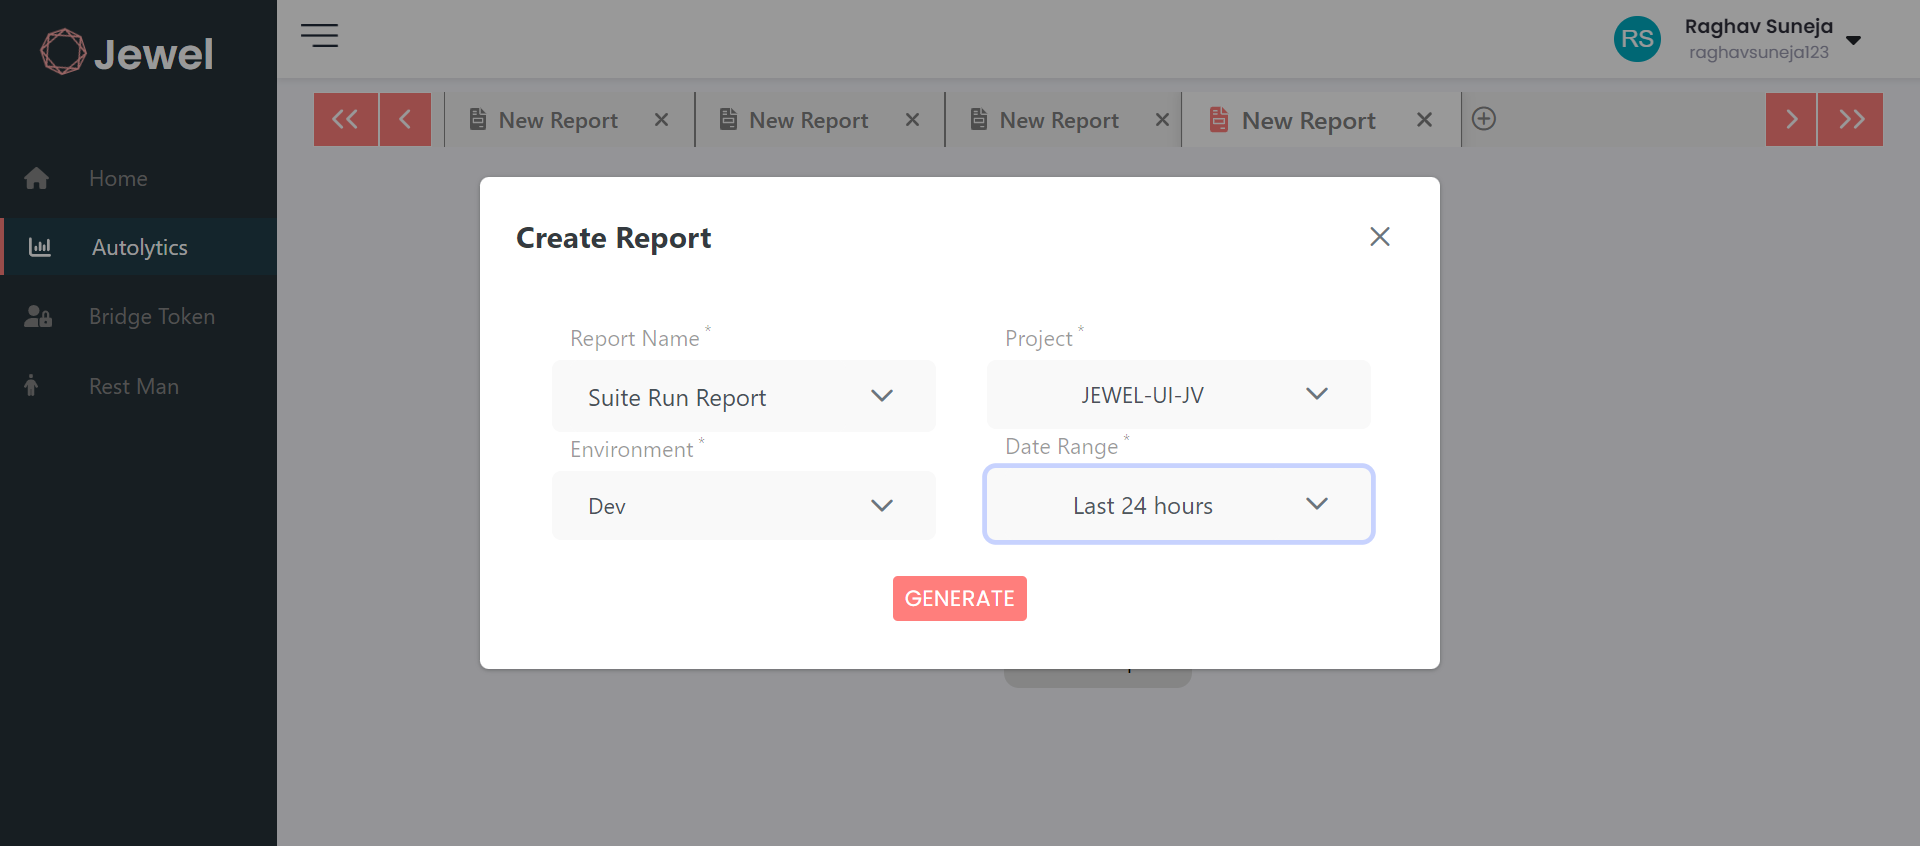 Jewel
Raghav Suneja
RS
raghavsuneja123
New Report
New Report
New Report
New Report
Home
Autolytics
Bridge Token
Rest Man
Create Report
Report Name *
Project *
Suite Run Report
JEWEL-UI-JV
Environment *
Date Range *
Dev
Last 24 hours
GENERATE